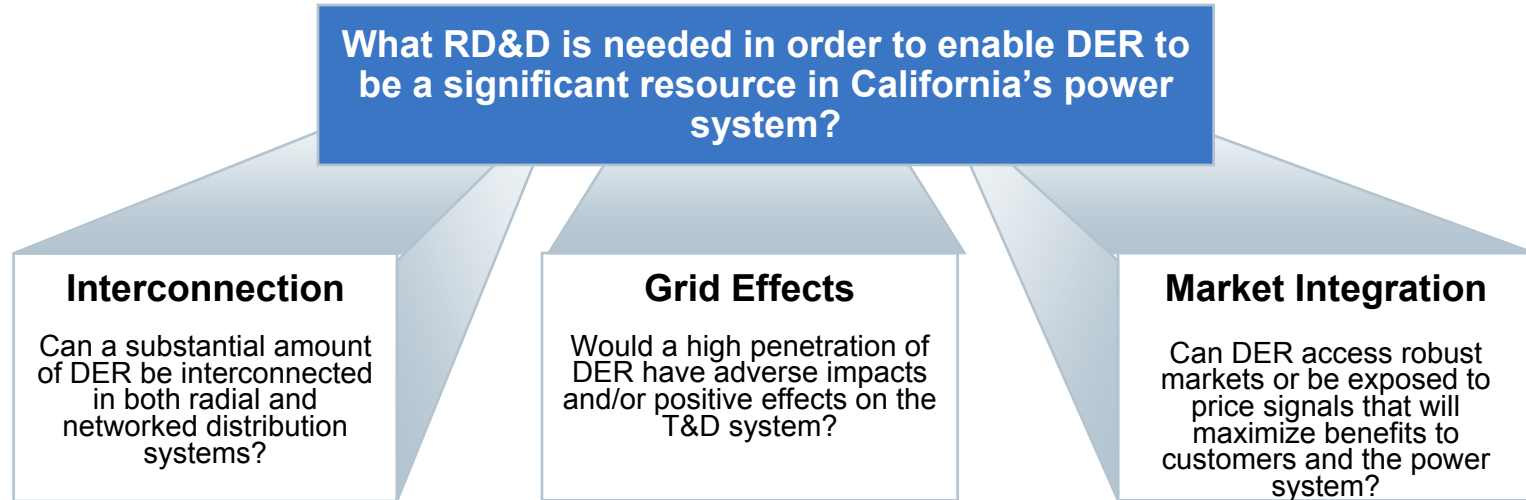 What RD&D is needed in order to enable DER to
be a significant resource in California’s power
system?
Interconnection
Can a substantial amount
of DER be interconnected
in both radial and
networked distribution
systems?
Grid Effects
Would a high penetration of
DER have adverse impacts
and/or positive effects on the
T&D system?
Market Integration
Can DER access robust
markets or be exposed to
price signals that will
maximize benefits to
customers and the power
system?